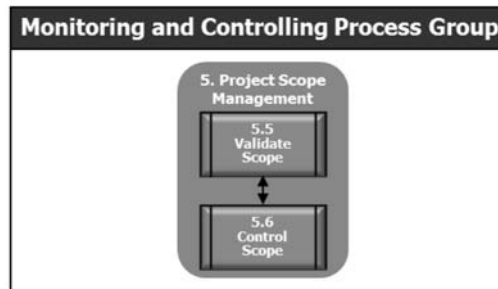 Monitoring and Controlling Process Group
5. Project Scope
Management
5.5
Validate
Scope
5.6
Control
Scope